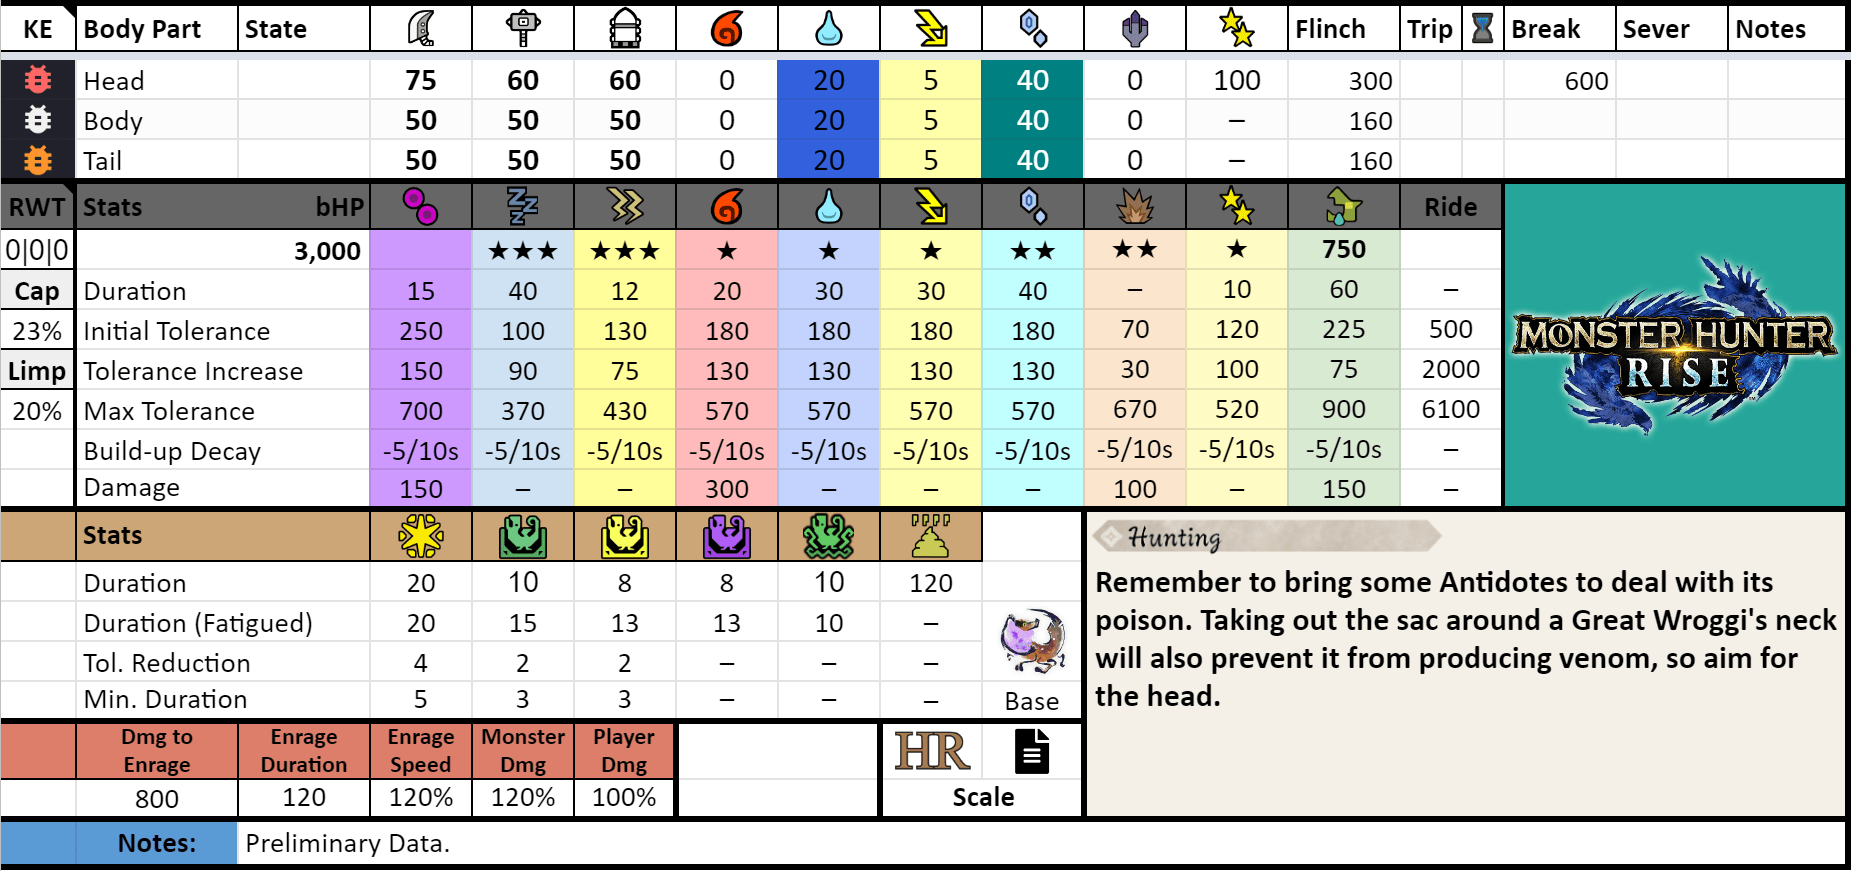 KE Body Part State Flinch Trip Break Sever Notes
Head 75 60 60 0 20 5 40 0 100 300 600
Body 50 50 50 0 20 5 40 0 – 160
Tail 50 50 50 0 20 5 40 0 – 160
RWT Stats bHP Ride
0|0|0 3,000 ★★★ ★★★ ★ ★ ★ ★★ ★★ ★ 750
Cap Duration 15 40 12 20 30 30 40 – 10 60 –
23% Initial Tolerance 250 100 130 180 180 180 180 70 120 225 500
Limp Tolerance Increase 150 90 75 130 130 130 130 30 100 75 2000
20% Max Tolerance 700 370 430 570 570 570 570 670 520 900 6100
Build-up Decay -5/10s -5/10s -5/10s -5/10s -5/10s -5/10s -5/10s -5/10s -5/10s -5/10s –
Damage 150 – – 300 – – – 100 – 150 –
MONSTER HUNTER
RISE
Stats
Duration 20 10 8 8 10 120
Duration (Fatigued) 20 15 13 13 10 –
Tol. Reduction 4 2 2 – – –
Min. Duration 5 3 3 – – – Base
Hunting
Remember to bring some Antidotes to deal with its
poison. Taking out the sac around a Great Wroggi's neck
will also prevent it from producing venom, so aim for
the head.
Dmg to Enrage Enrage Duration Enrage Speed Monster Dmg Player Dmg HR
800 120 120% 120% 100% Scale
Notes: Preliminary Data.